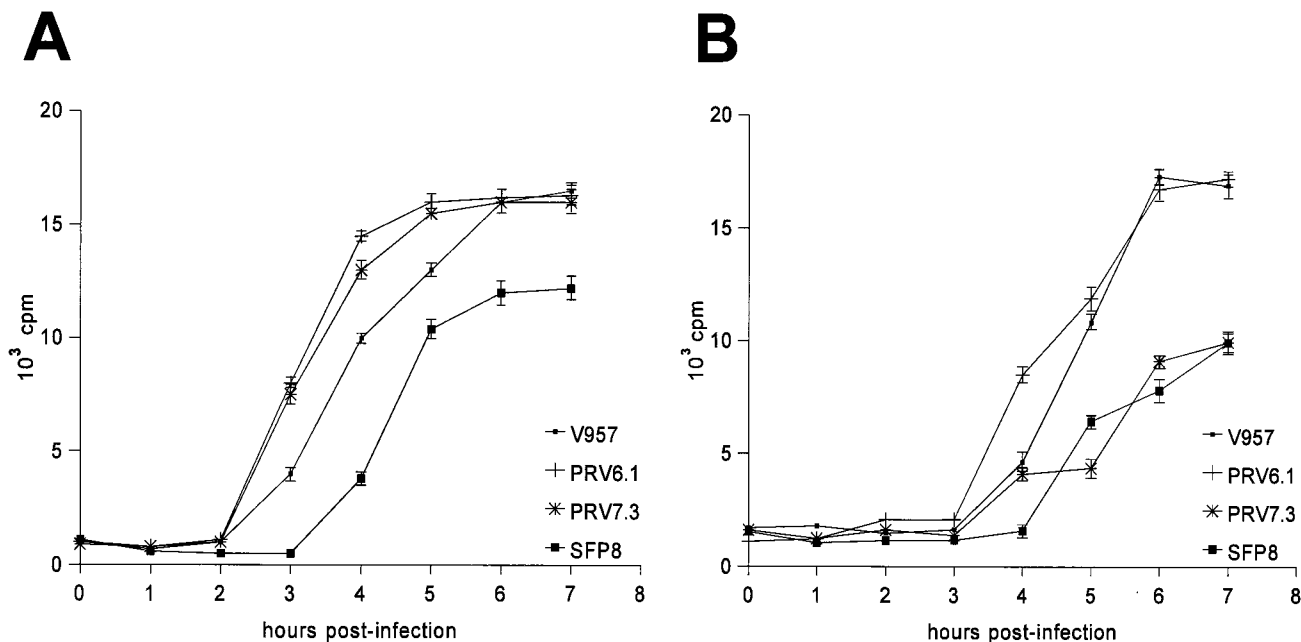 A
20
15
10
5
0
10³ cpm
0 1 2 3 4 5 6 7 8
hours post-infection
V957
PRV6.1
PRV7.3
SFP8
B
20
15
10
5
0
10³ cpm
0 1 2 3 4 5 6 7 8
hours post-infection
V957
PRV6.1
PRV7.3
SFP8